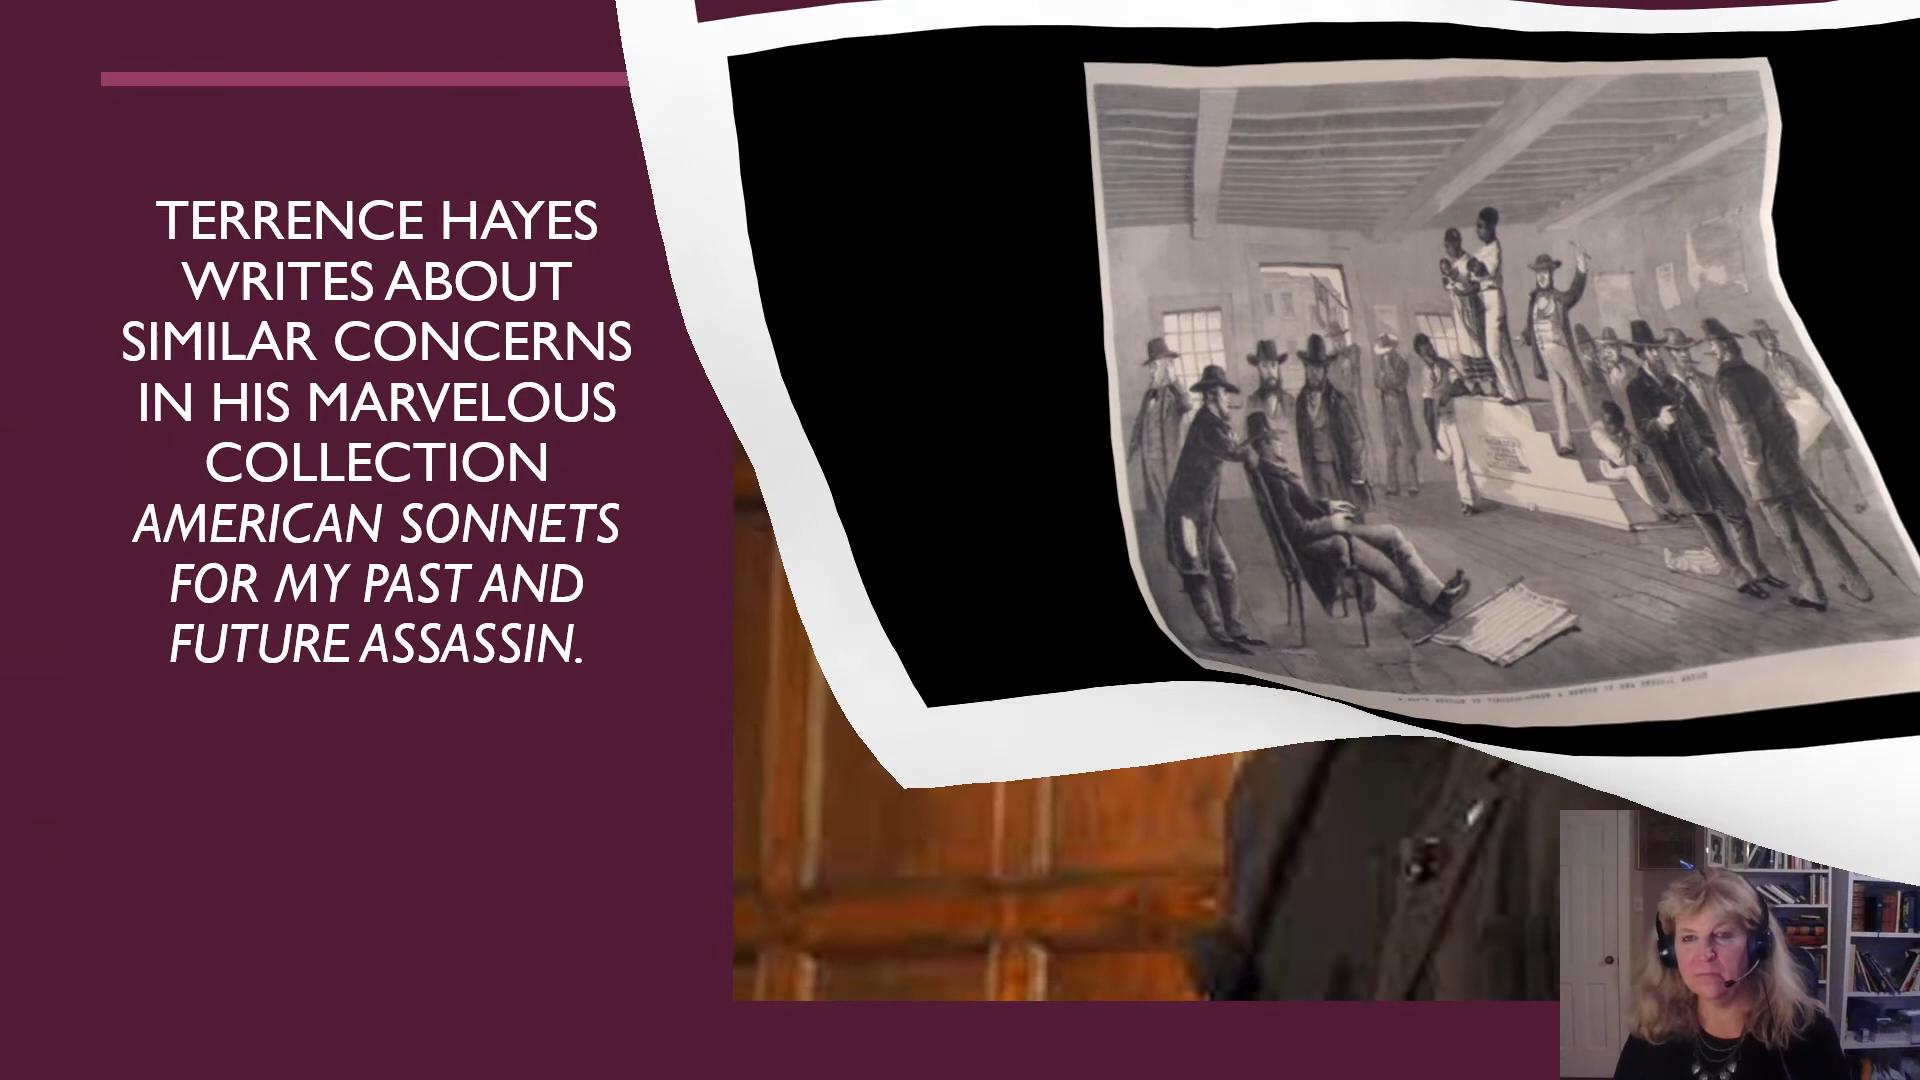 TERRENCE HAYES
WRITES ABOUT
SIMILAR CONCERNS
IN HIS MARVELOUS
COLLECTION
AMERICAN SONNETS
FOR MY PAST AND
FUTURE ASSASSIN.